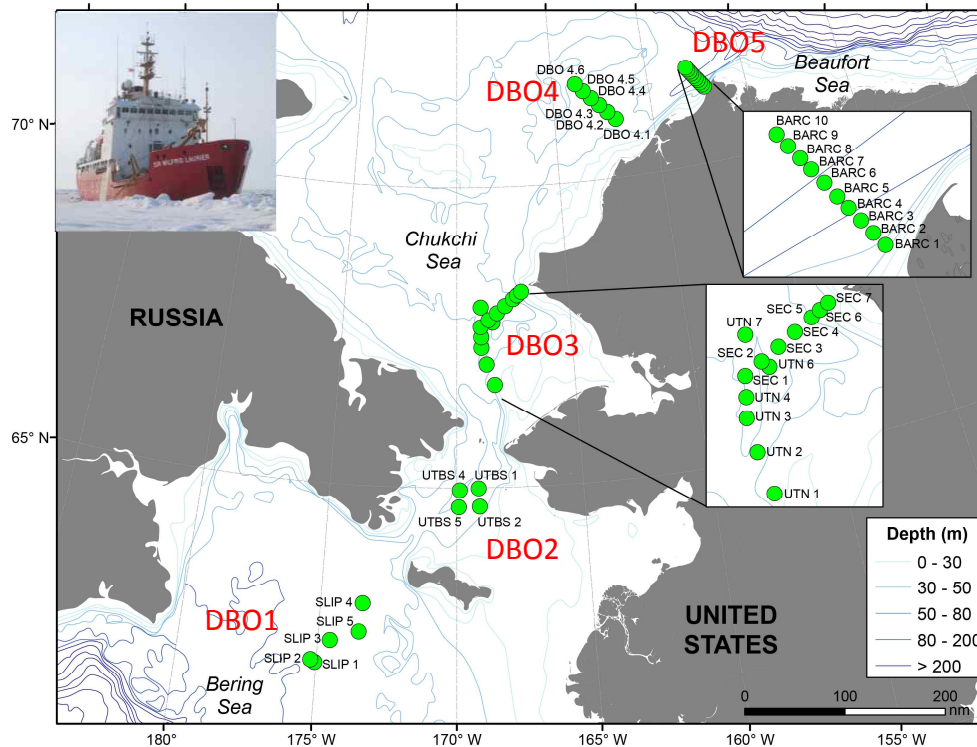 DBO5
Beaufort
Sea
DBO4
DBO 4.6
DBO 4.5
DBO 4.4
DBO 4.3
DBO 4.2
DBO 4.1
SIR WILFRID LAURIER
70° N
BARC 10
BARC 9
BARC 8
BARC 7
BARC 6
BARC 5
BARC 4
BARC 3
BARC 2
BARC 1
Chukchi
Sea
RUSSIA
DBO3
SEC 7
SEC 5
SEC 6
UTN 7
SEC 4
SEC 2
SEC 3
UTN 6
SEC 1
UTN 4
UTN 3
UTN 2
UTN 1
65° N
UTBS 4
UTBS 1
UTBS 5
UTBS 2
DBO2
DBO1
SLIP 4
SLIP 5
SLIP 3
SLIP 2
SLIP 1
Bering
Sea
UNITED
STATES
Depth (m)
0 - 30
30 - 50
50 - 80
80 - 200
> 200
0 100 200
nm
180° 175°W 170°W 165°W 160°W 155°W